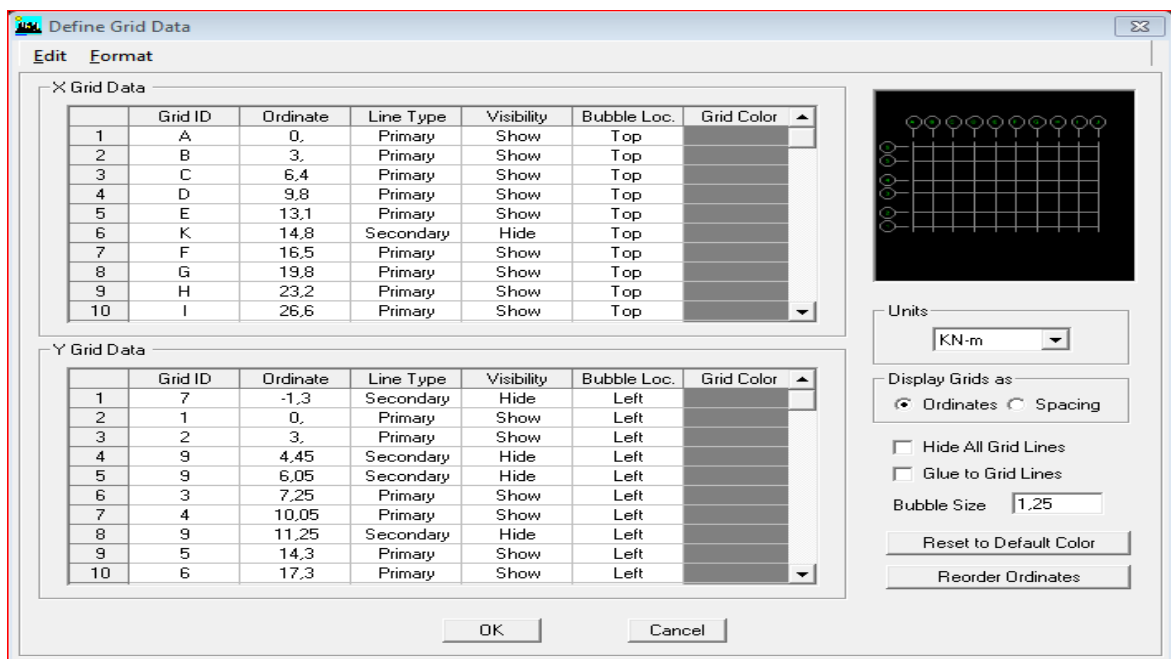 Define Grid Data
Edit Format
X Grid Data
Grid ID Ordinate Line Type Visibility Bubble Loc. Grid Color
1 A 0, Primary Show Top
2 B 3, Primary Show Top
3 C 6,4 Primary Show Top
4 D 9,8 Primary Show Top
5 E 13,1 Primary Show Top
6 K 14,8 Secondary Hide Top
7 F 16,5 Primary Show Top
8 G 19,8 Primary Show Top
9 H 23,2 Primary Show Top
10 I 26,6 Primary Show Top
Y Grid Data
Grid ID Ordinate Line Type Visibility Bubble Loc. Grid Color
1 7 -1,3 Secondary Hide Left
2 1 0, Primary Show Left
3 2 3, Primary Show Left
4 9 4,45 Secondary Hide Left
5 9 6,05 Secondary Hide Left
6 3 7,25 Primary Show Left
7 4 10,05 Primary Show Left
8 9 11,25 Secondary Hide Left
9 5 14,3 Primary Show Left
10 6 17,3 Primary Show Left
Units
KN-m
Display Grids as
Ordinates Spacing
Hide All Grid Lines
Glue to Grid Lines
Bubble Size 1,25
Reset to Default Color
Reorder Ordinates
OK Cancel